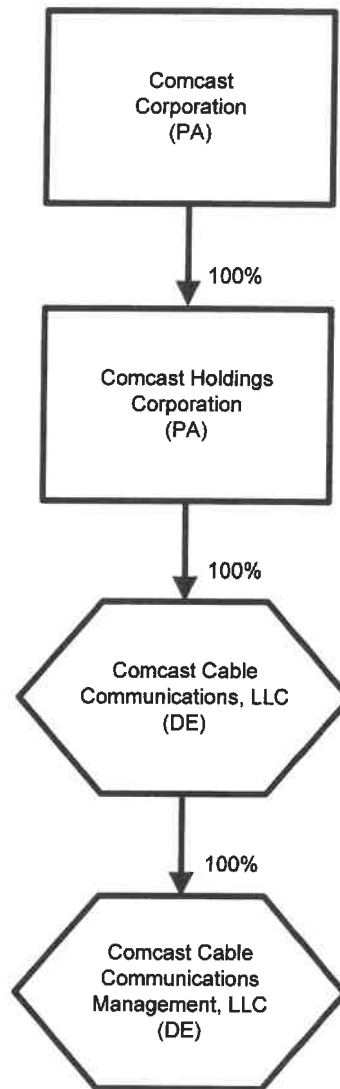 Comcast
Corporation
(PA)
100%
Comcast Holdings
Corporation
(PA)
100%
Comcast Cable
Communications, LLC
(DE)
100%
Comcast Cable
Communications
Management, LLC
(DE)